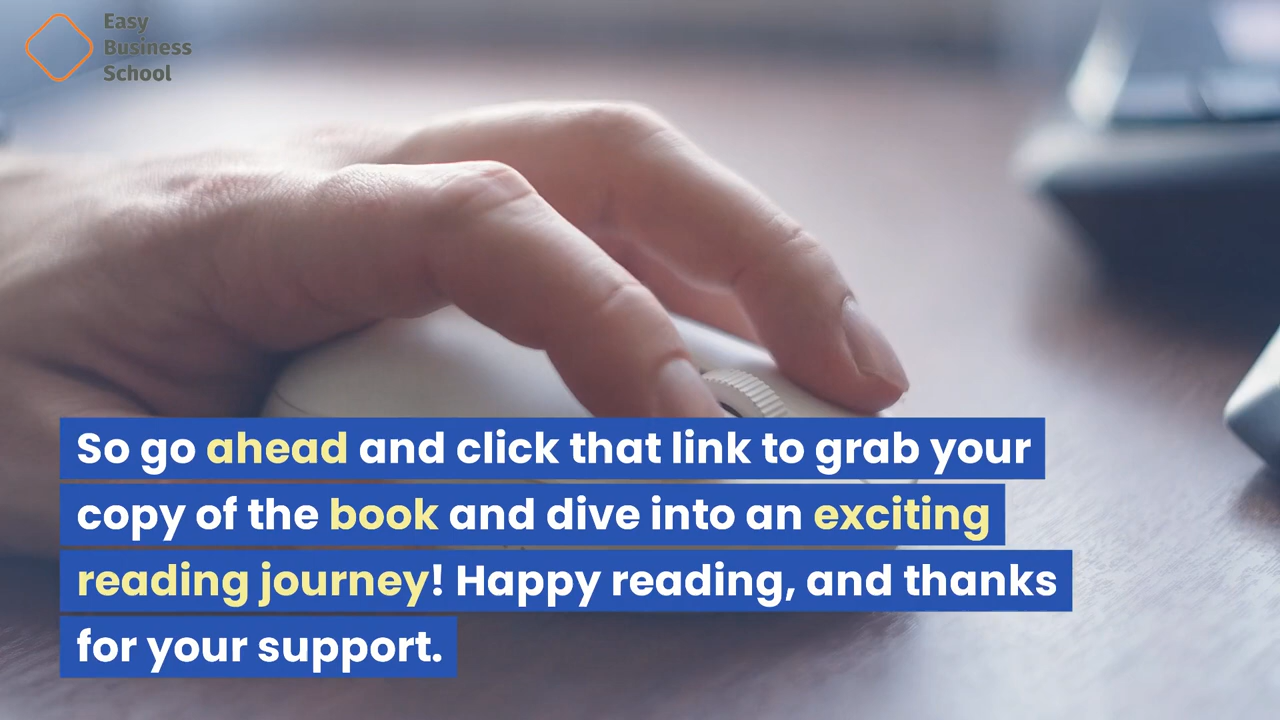 Easy
Business
School
So go ahead and click that link to grab your
copy of the book and dive into an exciting
reading journey! Happy reading, and thanks
for your support.